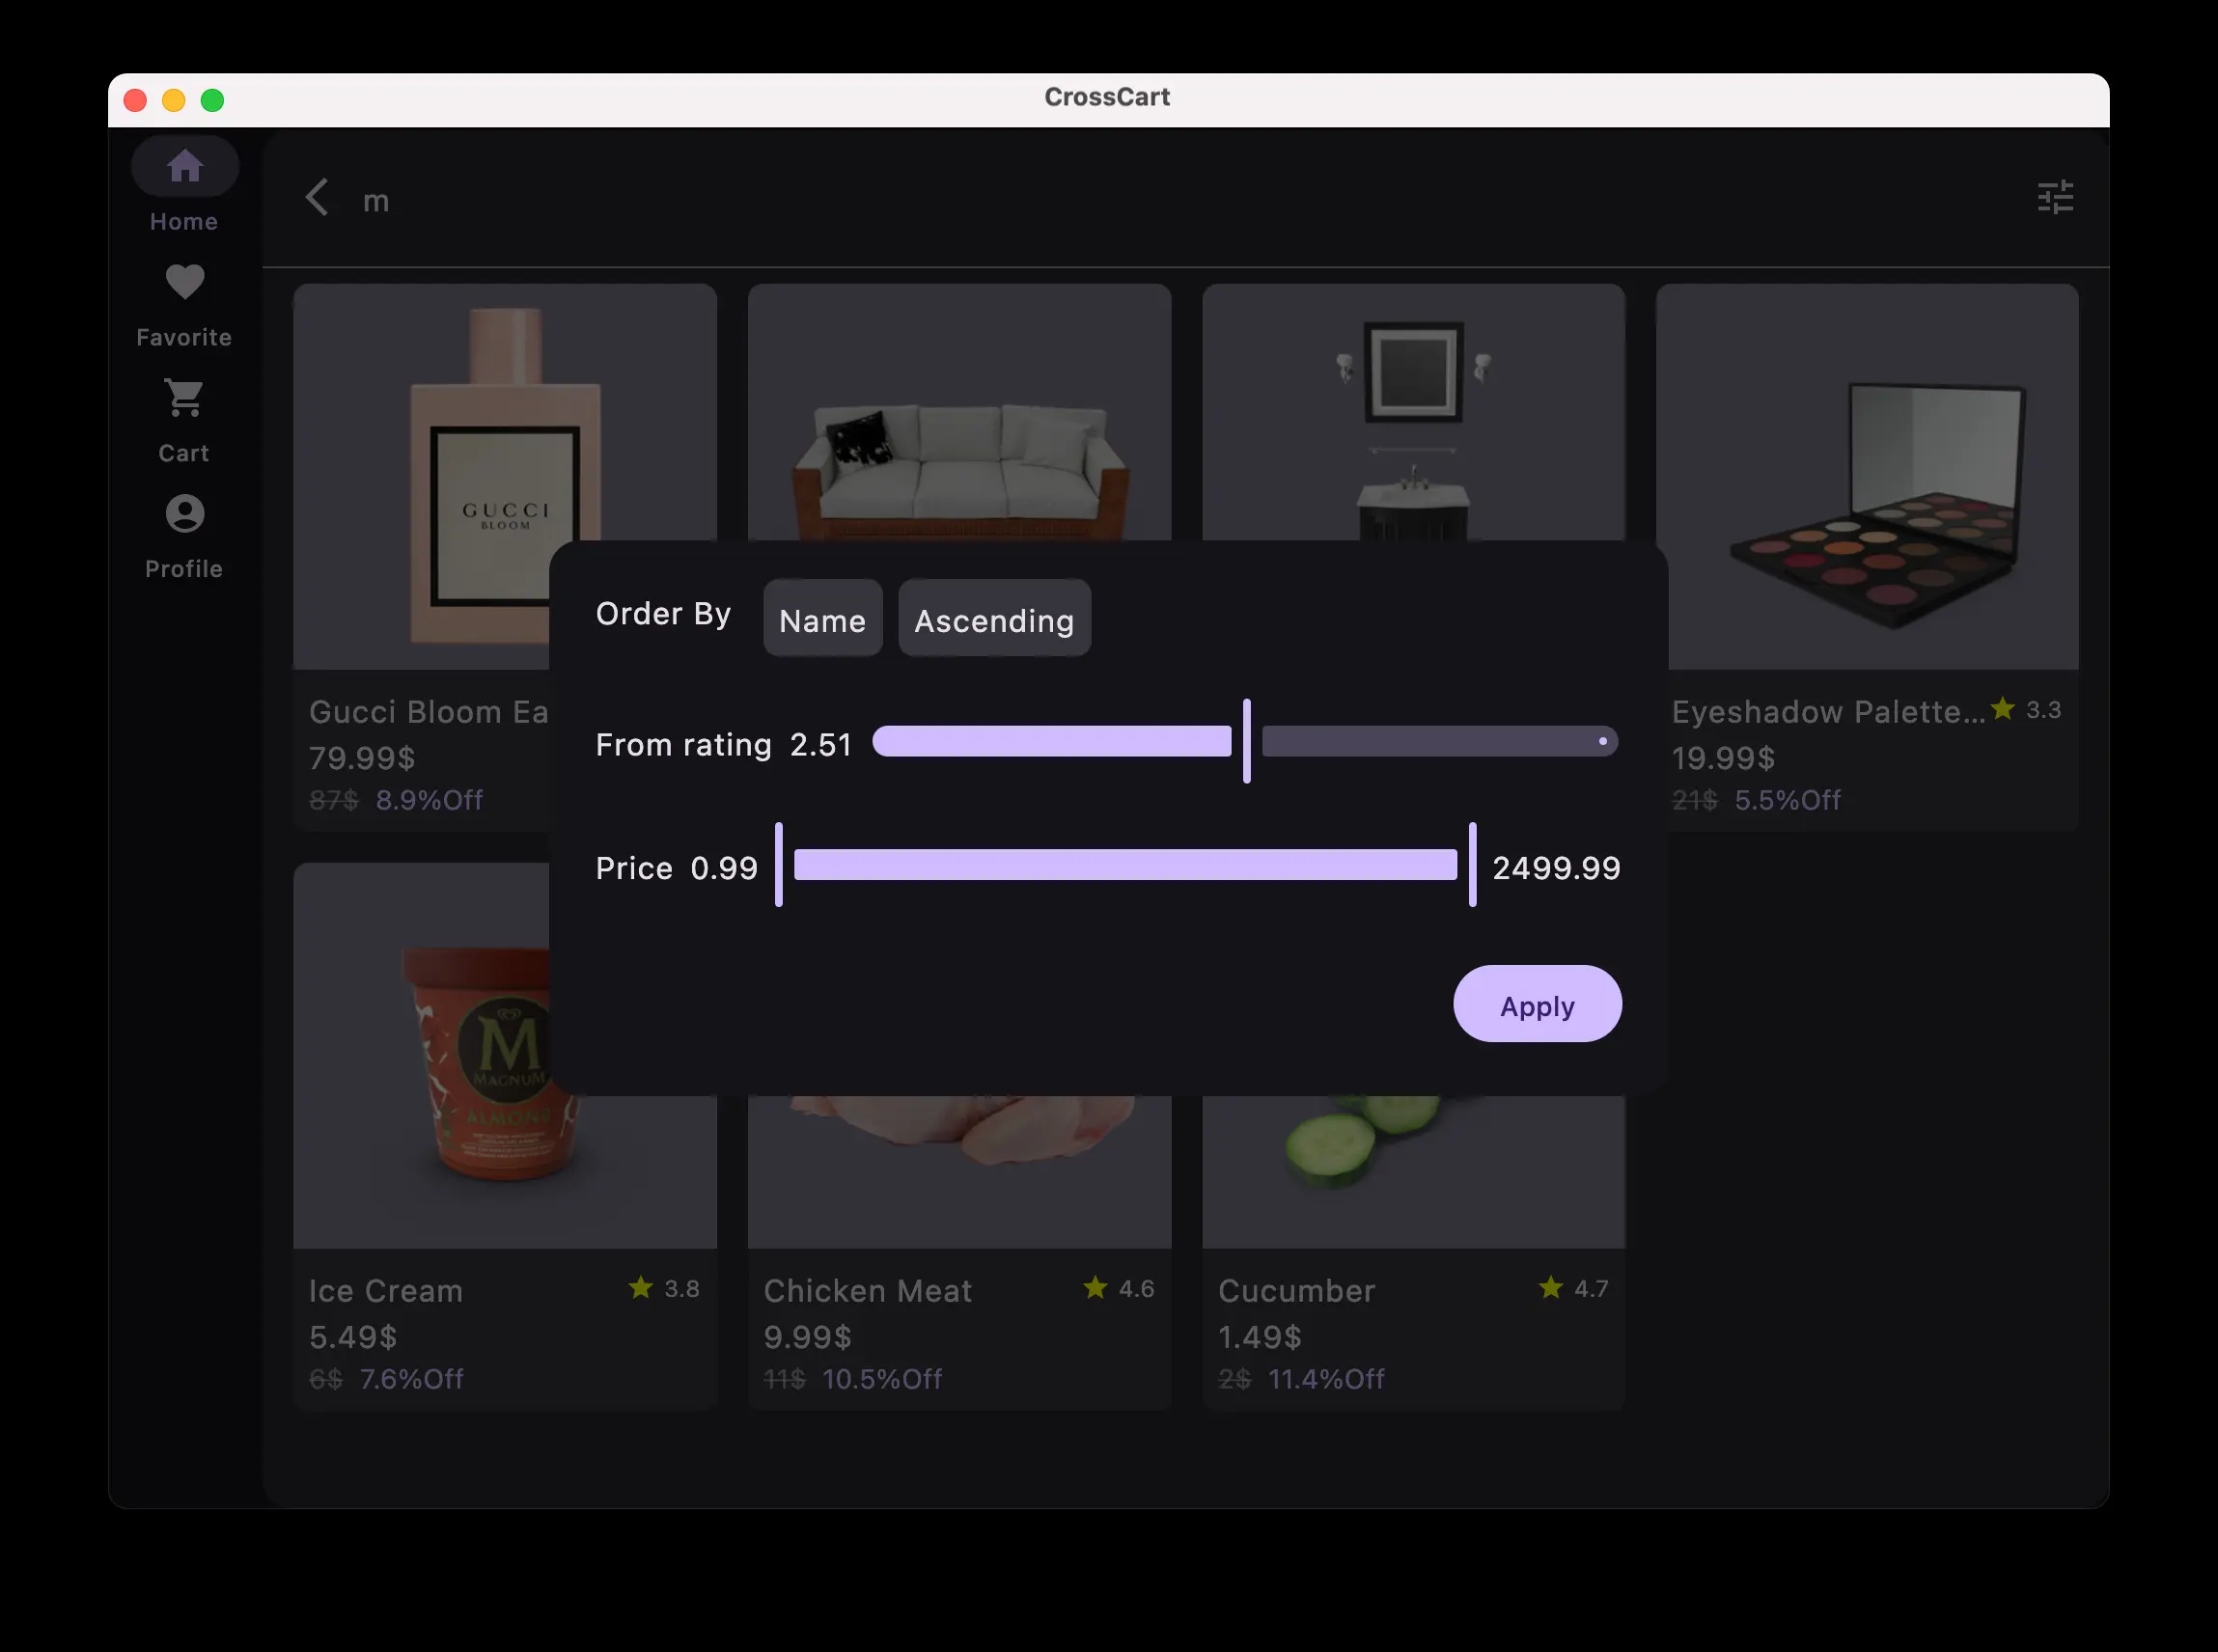 CrossCart
Home
Favorite
Cart
Profile
m
GUCCI
BLOOM
Order By Name Ascending
From rating 2.51
Price 0.99 2499.99
Apply
Gucci Bloom Ea
79.99$
87$ 8.9%Off
Eyeshadow Palette... 3.3
19.99$
21$ 5.5%Off
M
MAGNUM
ALMOND
Ice Cream 3.8
5.49$
6$ 7.6%Off
Chicken Meat 4.6
9.99$
11$ 10.5%Off
Cucumber 4.7
1.49$
2$ 11.4%Off